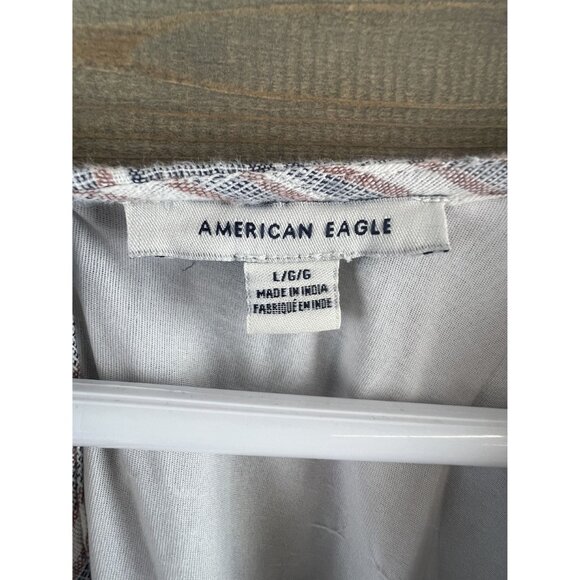 AMERICAN EAGLE
L/G/G
MADE IN INDIA
FABRIQUÉ EN INDE